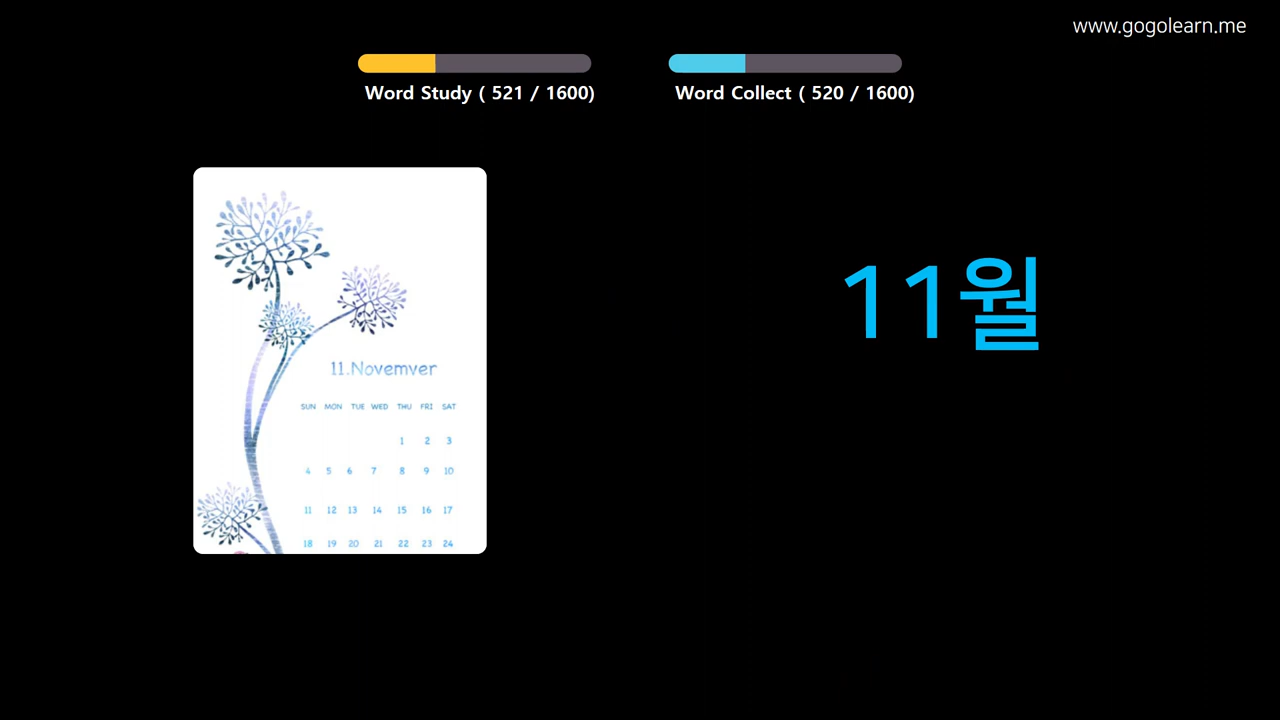 www.gogolearn.me
Word Study ( 521 / 1600)
Word Collect ( 520 / 1600)
11월
11.Novemver
SUN MON TUE WED THU FRI SAT
1 2 3
4 5 6 7 8 9 10
11 12 13 14 15 16 17
18 19 20 21 22 23 24